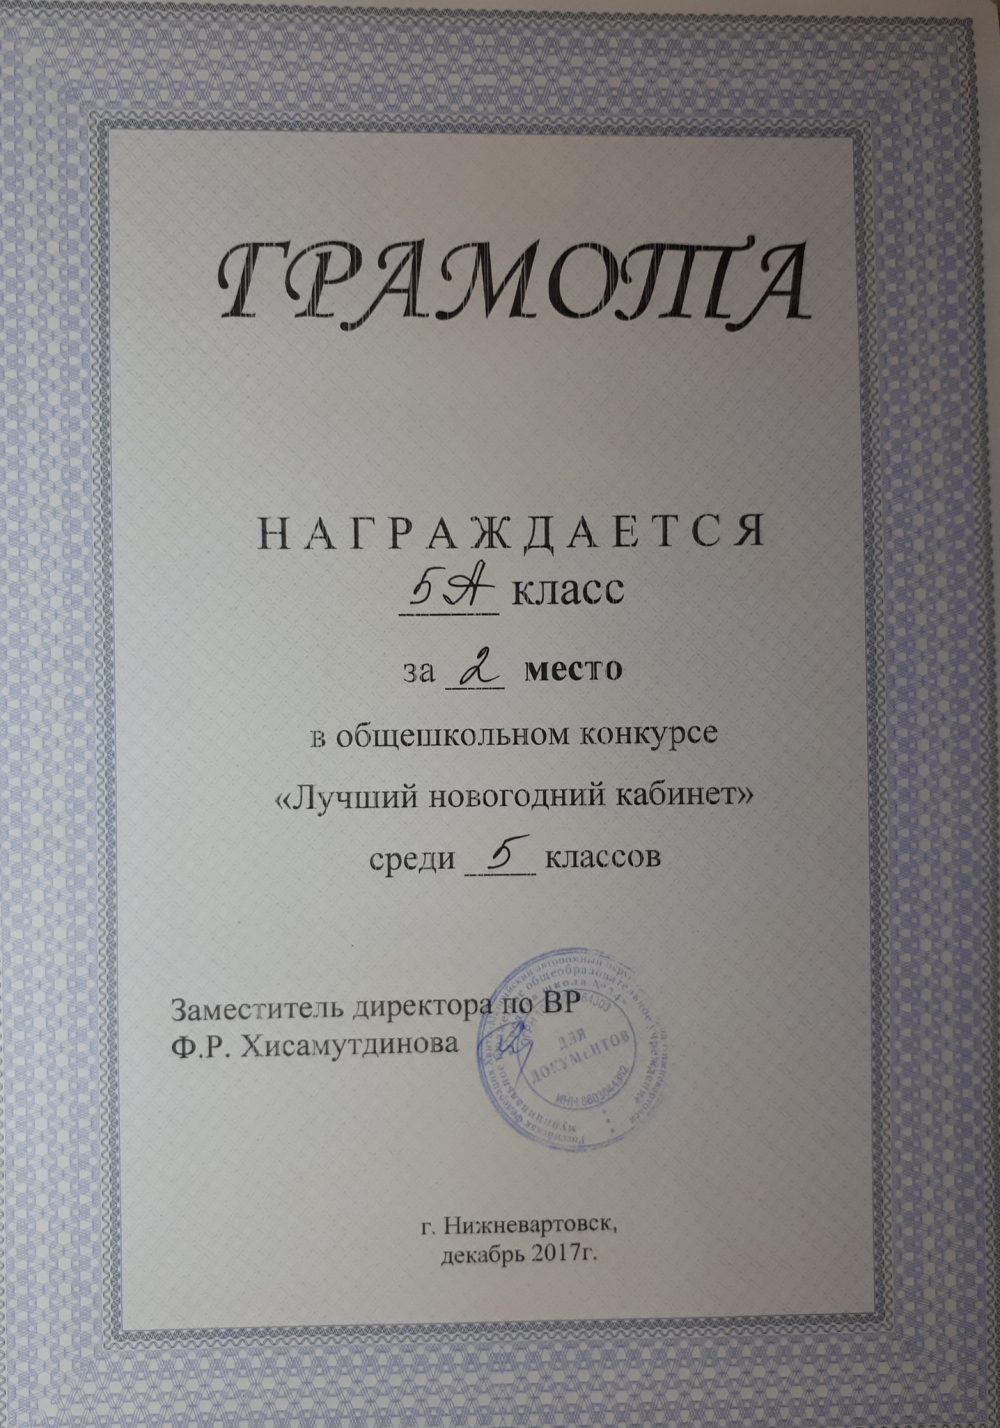 ГРАМОТА
НАГРАЖДАЕТСЯ
5А класс
за 2 место
в общешкольном конкурсе
«Лучший новогодний кабинет»
среди 5 классов
Заместитель директора по ВР
Ф.Р. Хисамутдинова
ДЛЯ
ДОКУМЕНТОВ
г. Нижневартовск,
декабрь 2017г.